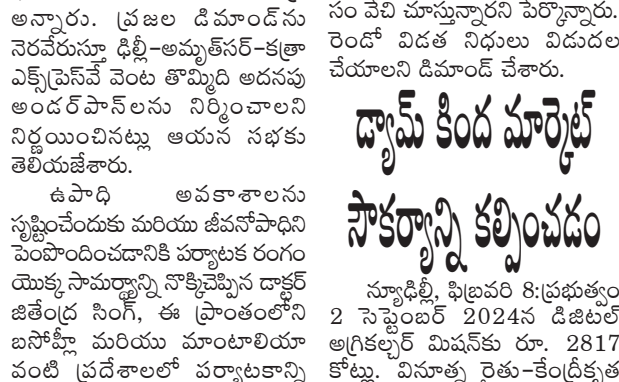 అన్నారు. ప్రజల డిమాండ్‌ను
నెరవేరుస్తూ ఢిల్లీ-అమృత్‌సర్-కత్రా
ఎక్స్‌ప్రెస్‌వే వెంట తొమ్మిది అదనపు
అండర్‌పాస్‌లను నిర్మించాలని
నిర్ణయించినట్లు ఆయన సభకు
తెలియజేశారు.
ఉపాధి అవకాశాలను
సృష్టించేందుకు మరియు జీవనోపాధిని
పెంపొందించడానికి పర్యాటక రంగం
యొక్క సామర్థ్యాన్ని నొక్కిచెప్పిన డాక్టర్
జితేంద్ర సింగ్, ఈ ప్రాంతంలోని
బసోహ్లి మరియు మాంటాలియా
వంటి ప్రదేశాలలో పర్యాటకాన్ని
సం వేచి చూస్తున్నారని పేర్కొన్నారు.
రెండో విడత నిధులు విడుదల
చేయాలని డిమాండ్ చేశారు.
డ్యామ్ కింద మార్కెట్
సౌకర్యాన్ని కల్పించడం
న్యూఢిల్లీ, ఫిబ్రవరి 8:ప్రభుత్వం
2 సెప్టెంబర్ 2024న డిజిటల్
అగ్రికల్చర్ మిషన్‌కు రూ. 2817
కోట్లు. వినూత్న రైతు-కేంద్రీకృత